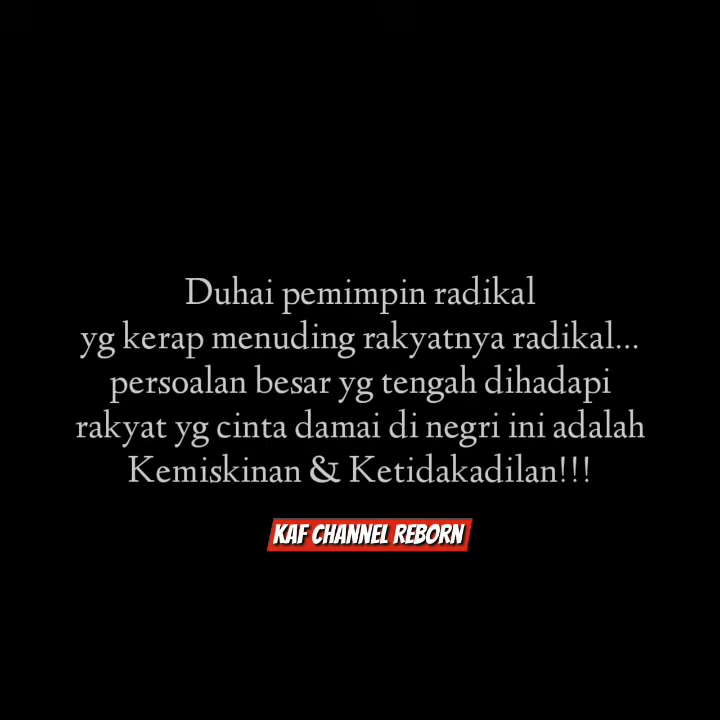 Duhai pemimpin radikal
yg kerap menuding rakyatnya radikal...
persoalan besar yg tengah dihadapi
rakyat yg cinta damai di negri ini adalah
Kemiskinan & Ketidakadilan!!!
KAF CHANNEL REBORN